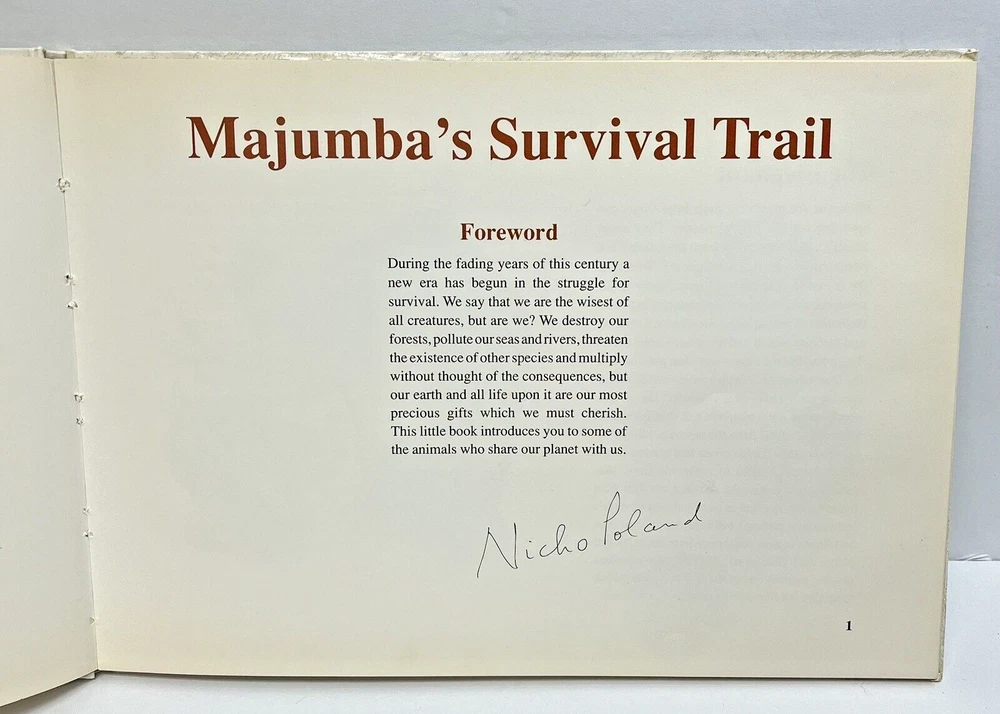 Majumba's Survival Trail
Foreword
During the fading years of this century a
new era has begun in the struggle for
survival. We say that we are the wisest of
all creatures, but are we? We destroy our
forests, pollute our seas and rivers, threaten
the existence of other species and multiply
without thought of the consequences, but
our earth and all life upon it are our most
precious gifts which we must cherish.
This little book introduces you to some of
the animals who share our planet with us.
Nicho Poland
1